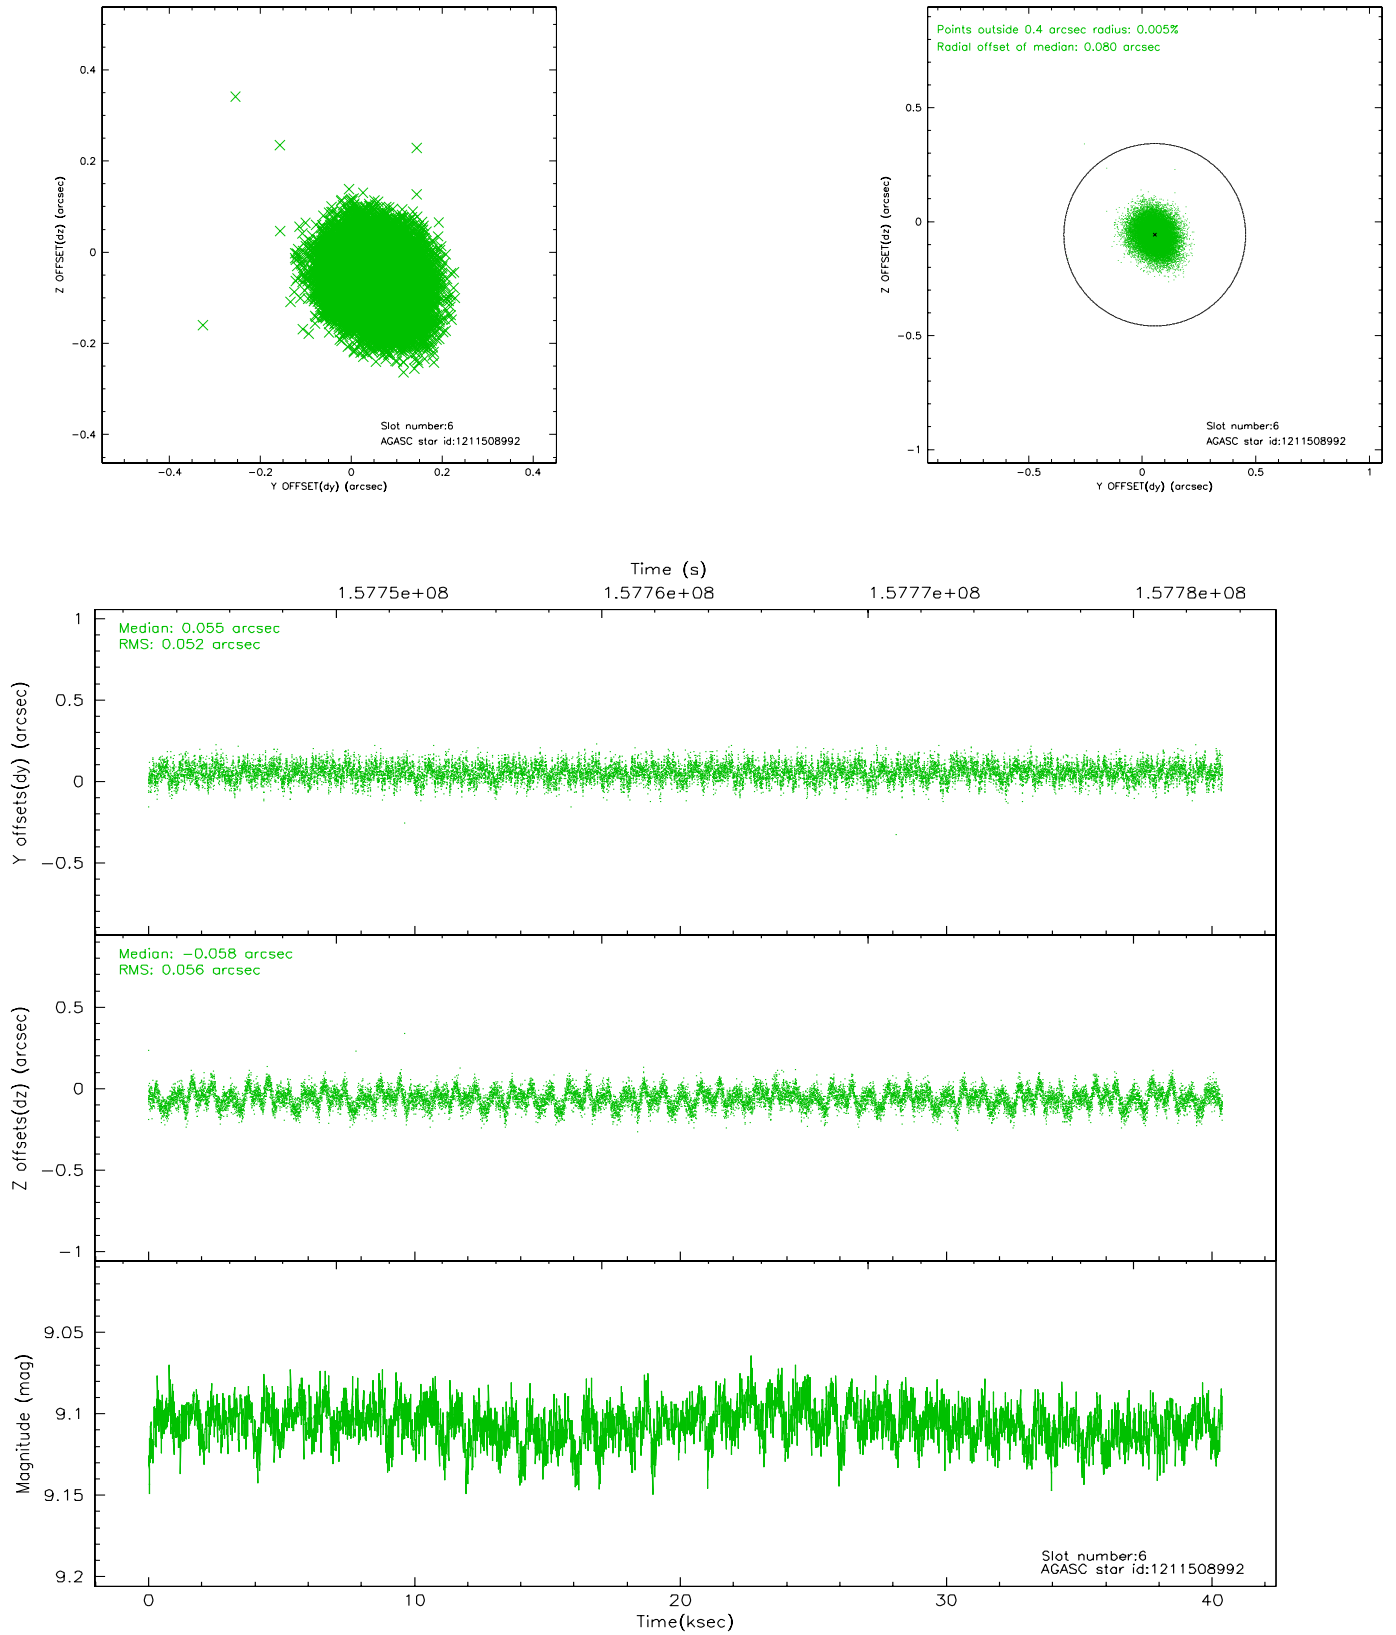 0.4
0.2
0
−0.2
−0.4
Z OFFSET(dz) (arcsec)
−0.4 −0.2 0 0.2 0.4
Y OFFSET(dy) (arcsec)
Slot number:6
AGASC star id:1211508992
Points outside 0.4 arcsec radius: 0.005%
Radial offset of median: 0.080 arcsec
0.5
0
−0.5
−1
Z OFFSET(dz) (arcsec)
−0.5 0 0.5 1
Y OFFSET(dy) (arcsec)
Slot number:6
AGASC star id:1211508992
Time (s)
1.5775e+08 1.5776e+08 1.5777e+08 1.5778e+08
Median: 0.055 arcsec
RMS: 0.052 arcsec
1
0.5
0
−0.5
Y offsets(dy) (arcsec)
Median: −0.058 arcsec
RMS: 0.056 arcsec
0.5
0
−0.5
−1
Z offsets(dz) (arcsec)
9.05
9.1
9.15
9.2
Magnitude (mag)
Slot number:6
AGASC star id:1211508992
0 10 20 30 40
Time(ksec)